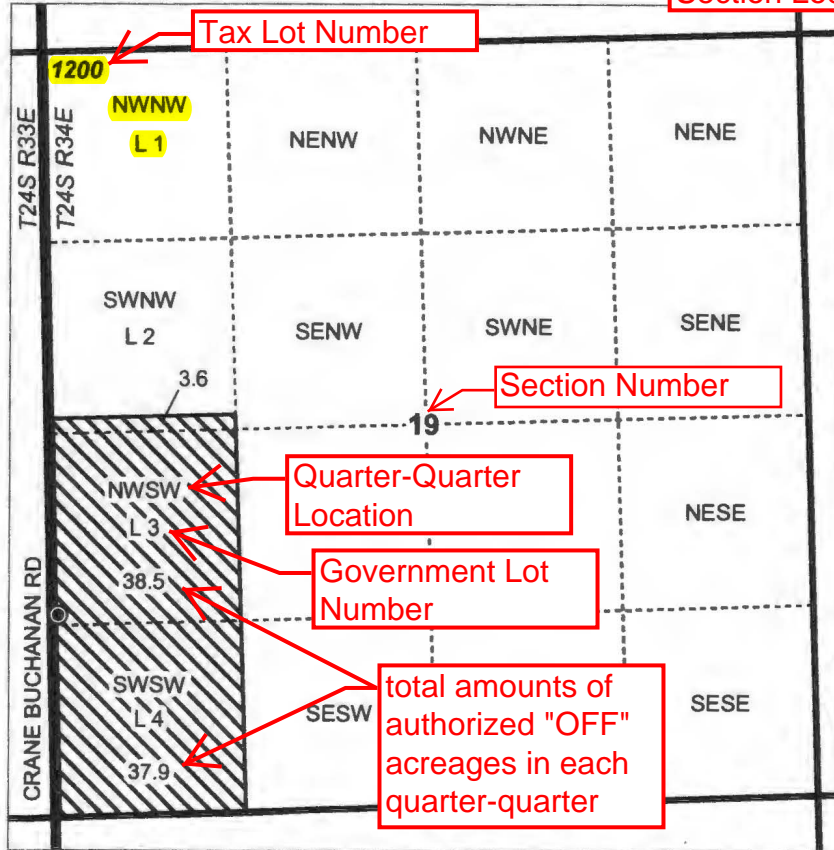 Tax Lot Number
1200
NWNW
L 1
NENW
NWNE
NENE
T24S R33E
T24S R34E
SWNW
L 2
SENW
SWNE
SENE
3.6
Section Number
19
NWSW
Quarter-Quarter
Location
L 3
NESE
38.5
Government Lot
Number
CRANE BUCHANAN RD
SWSW
L 4
37.9
SESW
total amounts of
authorized "OFF"
acreages in each
quarter-quarter
SESE